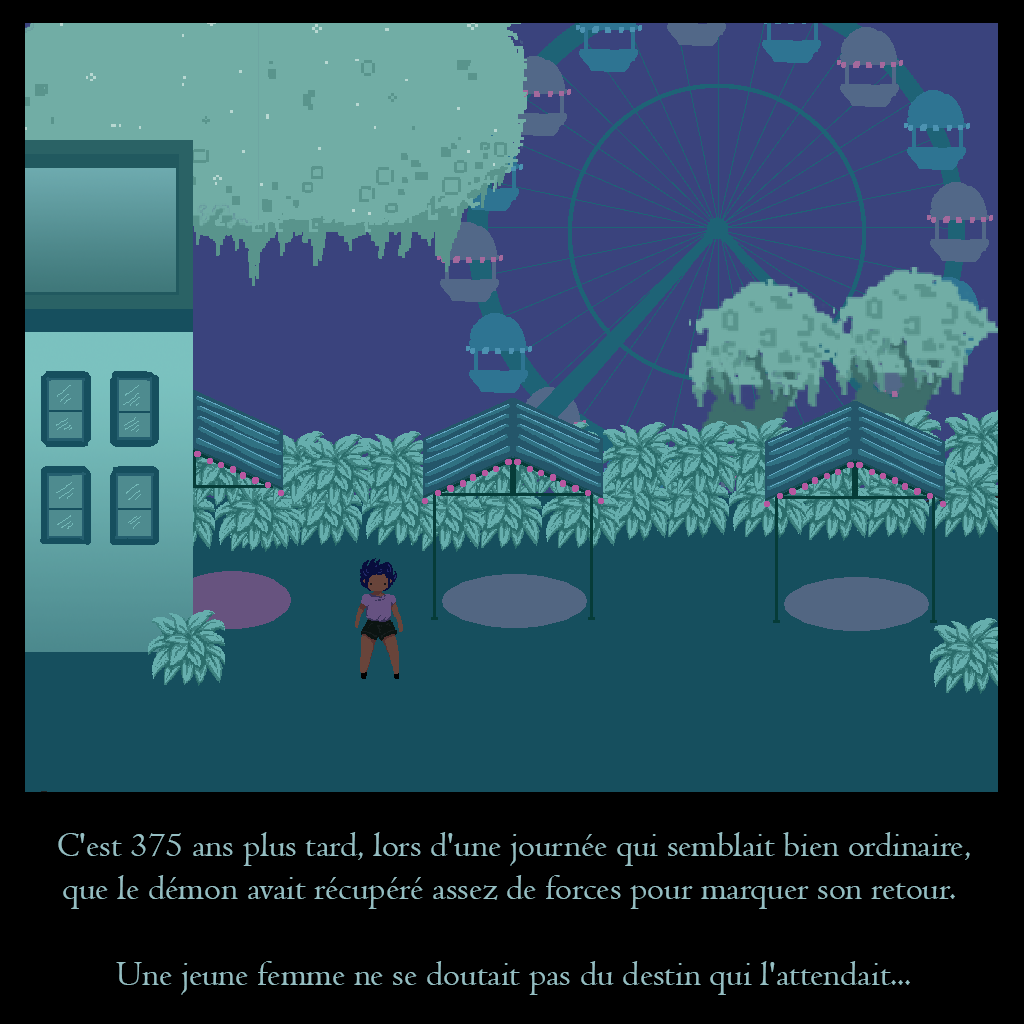 C'est 375 ans plus tard, lors d'une journée qui semblait bien ordinaire,
que le démon avait récupéré assez de forces pour marquer son retour.
Une jeune femme ne se doutait pas du destin qui l'attendait...